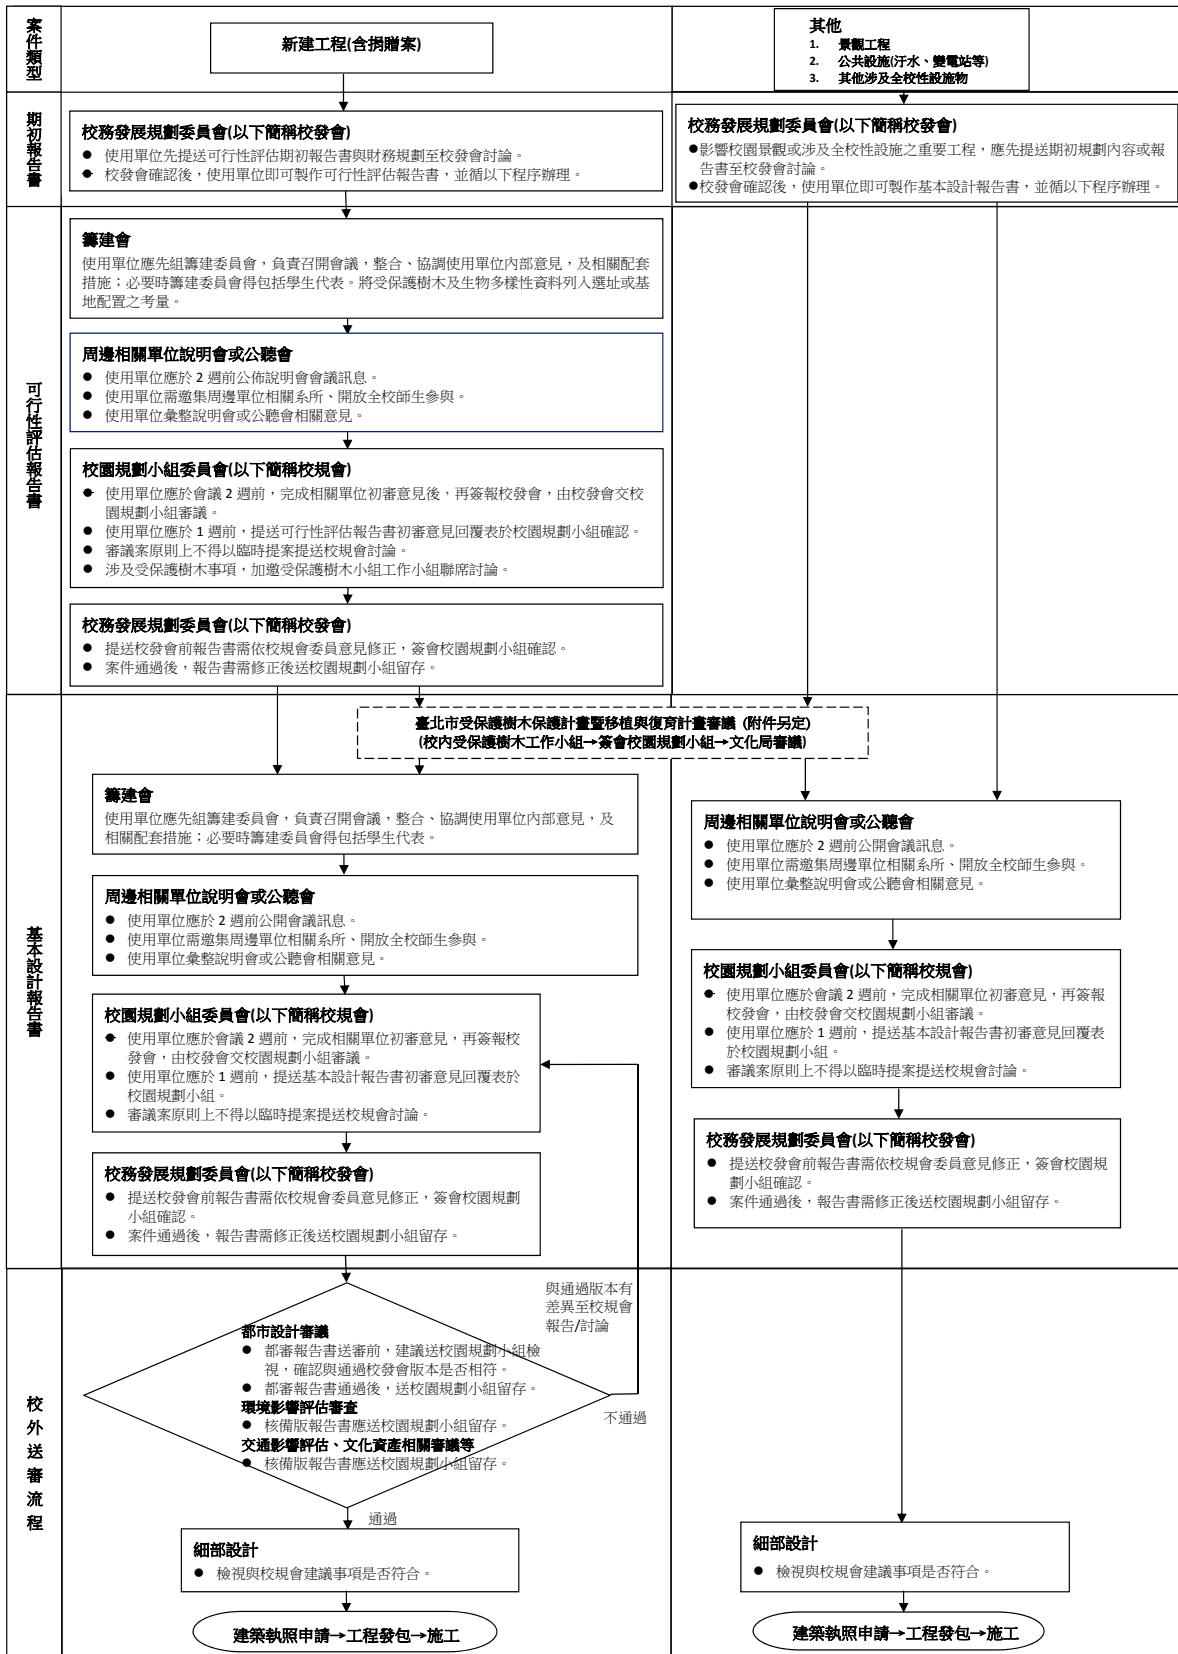 案件類型
新建工程(含捐贈案)
其他
1. 景觀工程
2. 公共設施(汙水、變電站等)
3. 其他涉及全校性設施物
期初報告書
校務發展規劃委員會(以下簡稱校發會)
● 使用單位先提送可行性評估期初報告書與財務規劃至校發會討論。
● 校發會確認後，使用單位即可製作可行性評估報告書，並循以下程序辦理。
校務發展規劃委員會(以下簡稱校發會)
●影響校園景觀或涉及全校性設施之重要工程，應先提送期初規劃內容或報
告書至校發會討論。
●校發會確認後，使用單位即可製作基本設計報告書，並循以下程序辦理。
可行性評估報告書
籌建會
使用單位應先組籌建委員會，負責召開會議，整合、協調使用單位內部意見，及相關配套
措施；必要時籌建委員會得包括學生代表。將受保護樹木及生物多樣性資料列入選址或基
地配置之考量。
周邊相關單位說明會或公聽會
● 使用單位應於 2 週前公佈說明會會議訊息。
● 使用單位需邀集周邊單位相關系所、開放全校師生參與。
● 使用單位彙整說明會或公聽會相關意見。
校園規劃小組委員會(以下簡稱校規會)
● 使用單位應於會議 2 週前，完成相關單位初審意見後，再簽報校發會，由校發會交校
園規劃小組審議。
● 使用單位應於 1 週前，提送可行性評估報告書初審意見回覆表於校園規劃小組確認。
● 審議案原則上不得以臨時提案提送校規會討論。
● 涉及受保護樹木事項，加邀受保護樹木小組工作小組聯席討論。
校務發展規劃委員會(以下簡稱校發會)
● 提送校發會前報告書需依校規會委員意見修正，簽會校園規劃小組確認。
● 案件通過後，報告書需修正後送校園規劃小組留存。
基本設計報告書
臺北市受保護樹木保護計畫暨移植與復育計畫審議 (附件另定)
(校內受保護樹木工作小組→簽會校園規劃小組→文化局審議)
籌建會
使用單位應先組籌建委員會，負責召開會議，整合、協調使用單位內部意見，及
相關配套措施；必要時籌建委員會得包括學生代表。
周邊相關單位說明會或公聽會
● 使用單位應於 2 週前公開會議訊息。
● 使用單位需邀集周邊單位相關系所、開放全校師生參與。
● 使用單位彙整說明會或公聽會相關意見。
校園規劃小組委員會(以下簡稱校規會)
● 使用單位應於會議 2 週前，完成相關單位初審意見，再簽報校
發會，由校發會交校園規劃小組審議。
● 使用單位應於 1 週前，提送基本設計報告書初審意見回覆表於
校園規劃小組。
● 審議案原則上不得以臨時提案提送校規會討論。
校務發展規劃委員會(以下簡稱校發會)
● 提送校發會前報告書需依校規會委員意見修正，簽會校園規劃
小組確認。
● 案件通過後，報告書需修正後送校園規劃小組留存。
周邊相關單位說明會或公聽會
● 使用單位應於 2 週前公開會議訊息。
● 使用單位需邀集周邊單位相關系所、開放全校師生參與。
● 使用單位彙整說明會或公聽會相關意見。
校園規劃小組委員會(以下簡稱校規會)
● 使用單位應於會議 2 週前，完成相關單位初審意見，再簽報
校發會，由校發會交校園規劃小組審議。
● 使用單位應於 1 週前，提送基本設計報告書初審意見回覆表
於校園規劃小組。
● 審議案原則上不得以臨時提案提送校規會討論。
校務發展規劃委員會(以下簡稱校發會)
● 提送校發會前報告書需依校規會委員意見修正，簽會校園規
劃小組確認。
● 案件通過後，報告書需修正後送校園規劃小組留存。
校外送審流程
與通過版本有
差異至校規會
報告/討論
都市設計審議
● 都審報告書送審前，建議送校園規劃小組檢
視，確認與通過校發會版本是否相符。
● 都審報告書通過後，送校園規劃小組留存。
環境影響評估審查
● 核備版報告書應送校園規劃小組留存。
交通影響評估、文化資產相關審議等
● 核備版報告書應送校園規劃小組留存。
不通過
通過
細部設計
● 檢視與校規會建議事項是否符合。
建築執照申請→工程發包→施工
細部設計
● 檢視與校規會建議事項是否符合。
建築執照申請→工程發包→施工